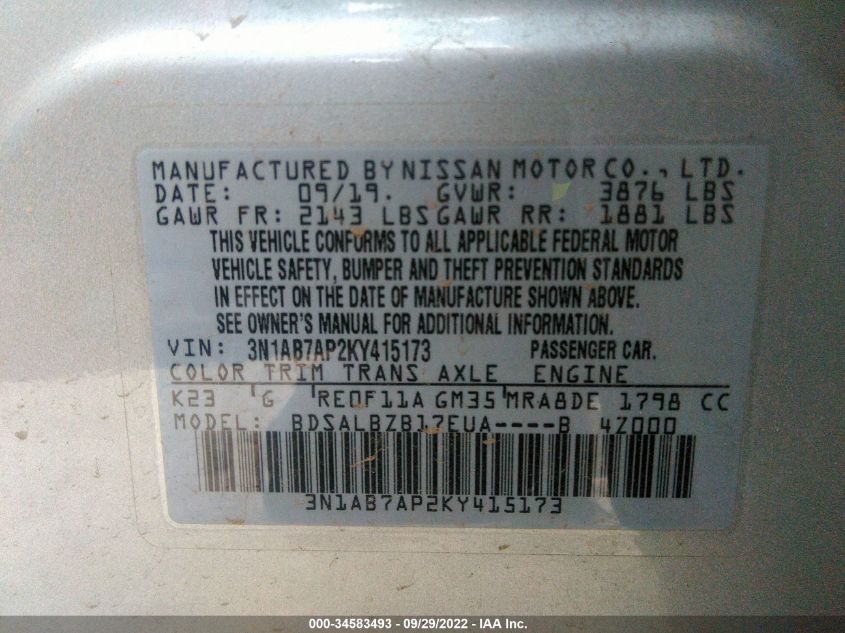 MANUFACTURED BY NISSAN MOTOR CO., LTD.
DATE: 09/19. GVWR: 3876 LBS
GAWR FR: 2143 LBS GAWR RR: 1881 LBS
THIS VEHICLE CONFORMS TO ALL APPLICABLE FEDERAL MOTOR
VEHICLE SAFETY, BUMPER AND THEFT PREVENTION STANDARDS
IN EFFECT ON THE DATE OF MANUFACTURE SHOWN ABOVE.
SEE OWNER'S MANUAL FOR ADDITIONAL INFORMATION.
VIN: 3N1AB7AP2KY415173 PASSENGER CAR.
COLOR TRIM TRANS AXLE ENGINE
K23 G RE0F11A GM35 MRA8DE 1798 CC
MODEL: BDSALBZB17EUA----B 4Z000
3N1AB7AP2KY415173
000-34583493 - 09/29/2022 - IAA Inc.